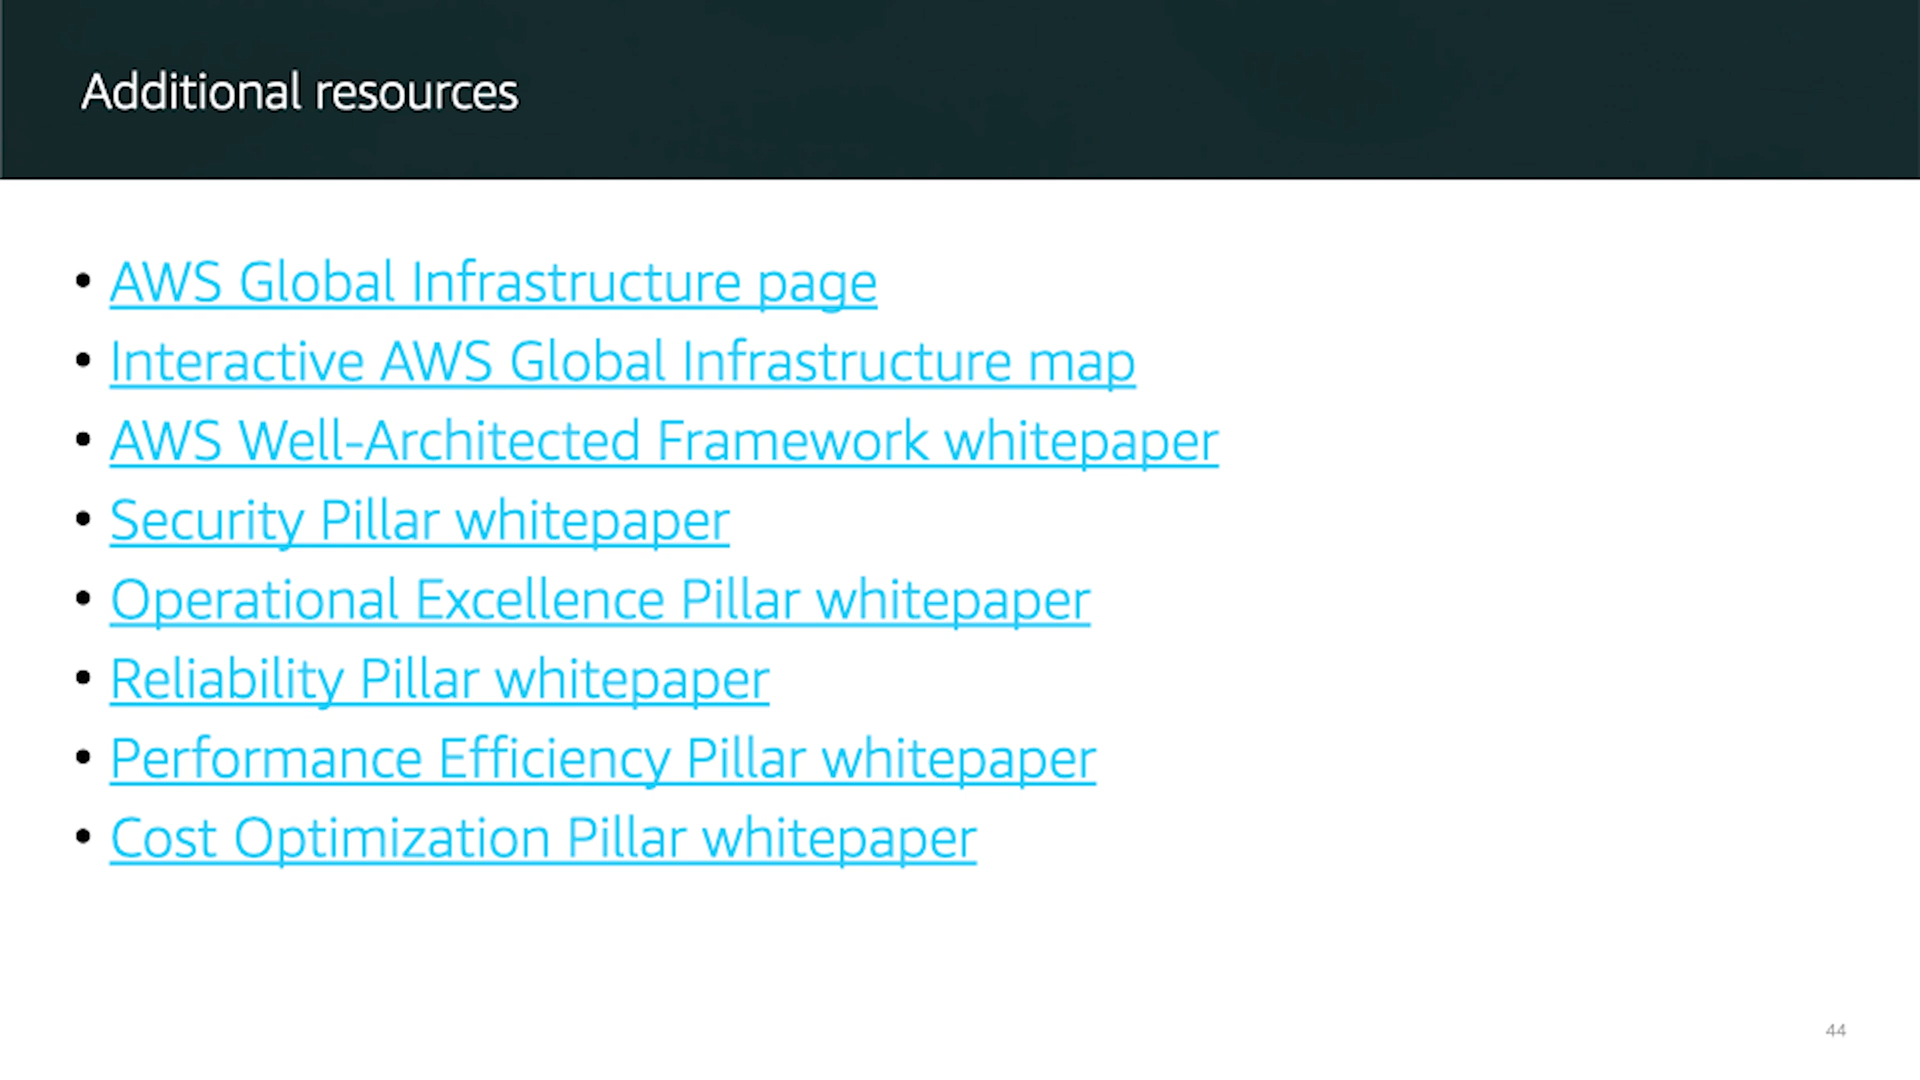 Additional resources
• AWS Global Infrastructure page
• Interactive AWS Global Infrastructure map
• AWS Well-Architected Framework whitepaper
• Security Pillar whitepaper
• Operational Excellence Pillar whitepaper
• Reliability Pillar whitepaper
• Performance Efficiency Pillar whitepaper
• Cost Optimization Pillar whitepaper
44